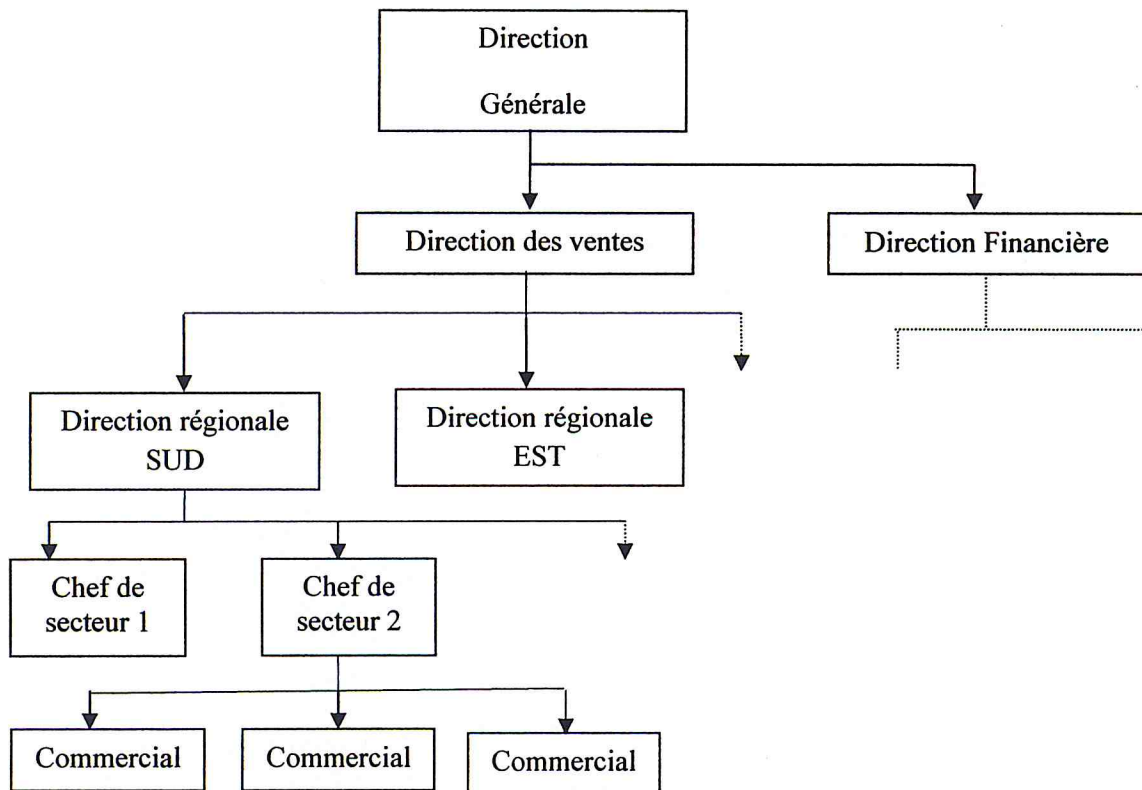 Direction
Générale
Direction des ventes
Direction Financière
Direction régionale
SUD
Direction régionale
EST
Chef de
secteur 1
Chef de
secteur 2
Commercial
Commercial
Commercial